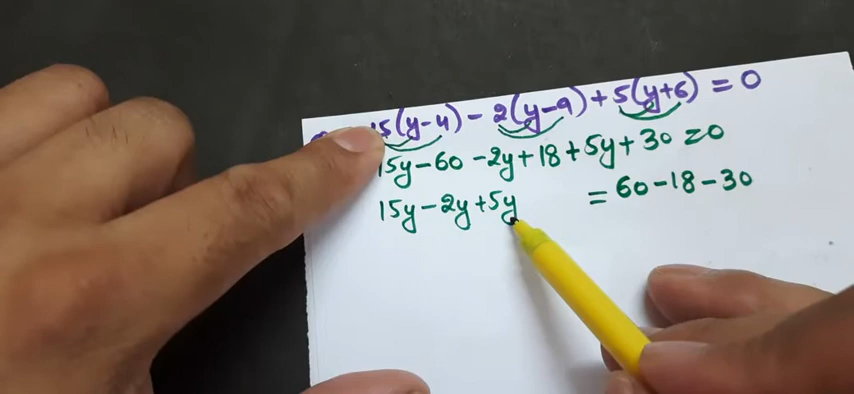 15(y-4) - 2(y-9) + 5(y+6) = 0
15y - 60 - 2y + 18 + 5y + 30 = 0
15y - 2y + 5y = 60 - 18 - 30